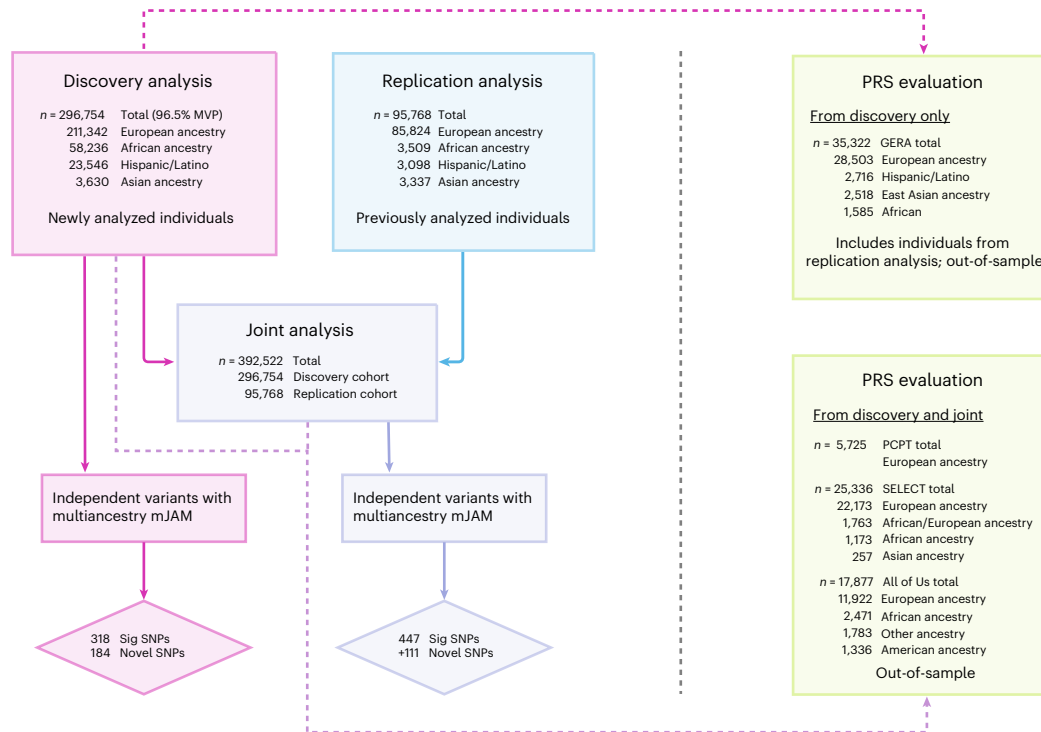 Discovery analysis
n = 296,754 Total (96.5% MVP)
211,342 European ancestry
58,236 African ancestry
23,546 Hispanic/Latino
3,630 Asian ancestry
Newly analyzed individuals
Replication analysis
n = 95,768 Total
85,824 European ancestry
3,509 African ancestry
3,098 Hispanic/Latino
3,337 Asian ancestry
Previously analyzed individuals
Joint analysis
n = 392,522 Total
296,754 Discovery cohort
95,768 Replication cohort
Independent variants with
multiancestry mJAM
318 Sig SNPs
184 Novel SNPs
Independent variants with
multiancestry mJAM
447 Sig SNPs
+111 Novel SNPs
PRS evaluation
From discovery only
n = 35,322 GERA total
28,503 European ancestry
2,716 Hispanic/Latino
2,518 East Asian ancestry
1,585 African
Includes individuals from
replication analysis; out-of-sample
PRS evaluation
From discovery and joint
n = 5,725 PCPT total
European ancestry
n = 25,336 SELECT total
22,173 European ancestry
1,763 African/European ancestry
1,173 African ancestry
257 Asian ancestry
n = 17,877 All of Us total
11,922 European ancestry
2,471 African ancestry
1,783 Other ancestry
1,336 American ancestry
Out-of-sample